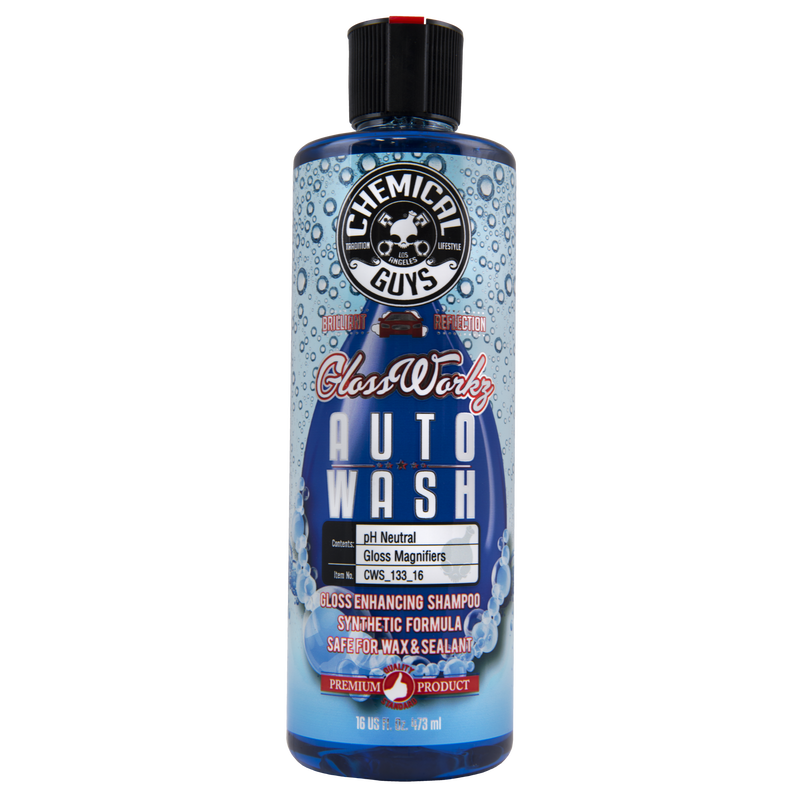 CHEMICAL
TRADITION LIFESTYLE
LOS
ANGELES
GUYS
BRILLIANT REFLECTION
GlossWorkz
AUTO
WASH
Contents: pH Neutral
Gloss Magnifiers
Item No. CWS_133_16
GLOSS ENHANCING SHAMPOO
SYNTHETIC FORMULA
SAFE FOR WAX & SEALANT
QUALITY
PREMIUM PRODUCT
STANDARD
16 US fl. oz. 473 ml